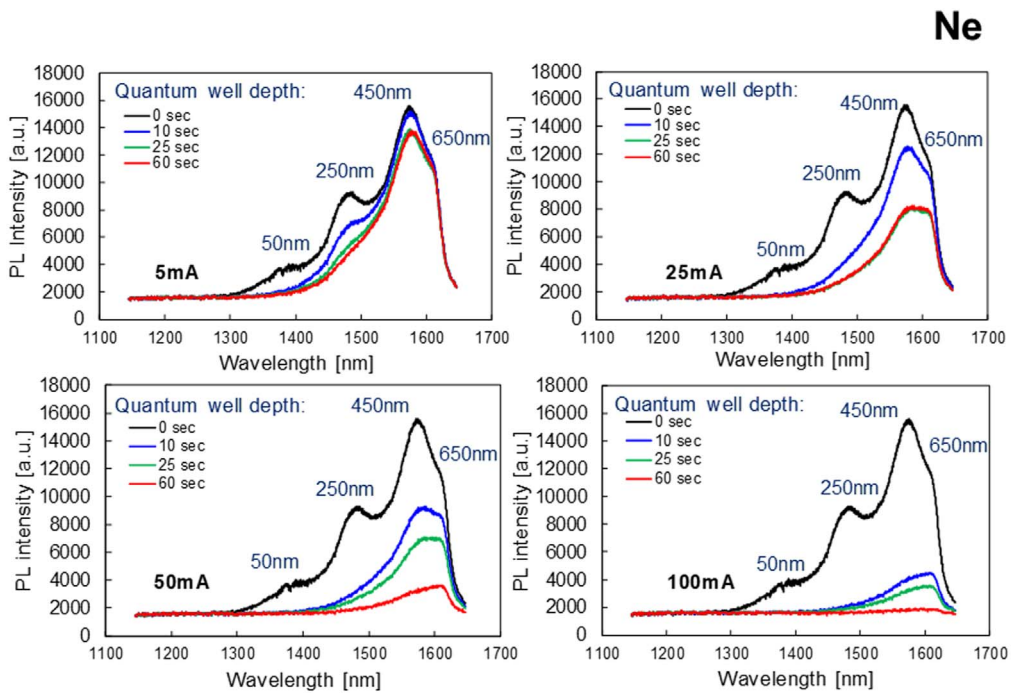 Ne
18000
16000
14000
12000
10000
8000
6000
4000
2000
0
PL Intensity [a.u.]
Quantum well depth:
0 sec
10 sec
25 sec
60 sec
450nm
650nm
250nm
50nm
5mA
1100 1200 1300 1400 1500 1600 1700
Wavelength [nm]
18000
16000
14000
12000
10000
8000
6000
4000
2000
0
PL intensity [a.u.]
Quantum well depth:
0 sec
10 sec
25 sec
60 sec
450nm
650nm
250nm
50nm
25mA
1100 1200 1300 1400 1500 1600 1700
Wavelength [nm]
18000
16000
14000
12000
10000
8000
6000
4000
2000
0
PL intensity [a.u.]
Quantum well depth:
0 sec
10 sec
25 sec
60 sec
450nm
650nm
250nm
50nm
50mA
1100 1200 1300 1400 1500 1600 1700
Wavelength [nm]
18000
16000
14000
12000
10000
8000
6000
4000
2000
0
PL intensity [a.u.]
Quantum well depth:
0 sec
10 sec
25 sec
60 sec
450nm
650nm
250nm
50nm
100mA
1100 1200 1300 1400 1500 1600 1700
Wavelength [nm]